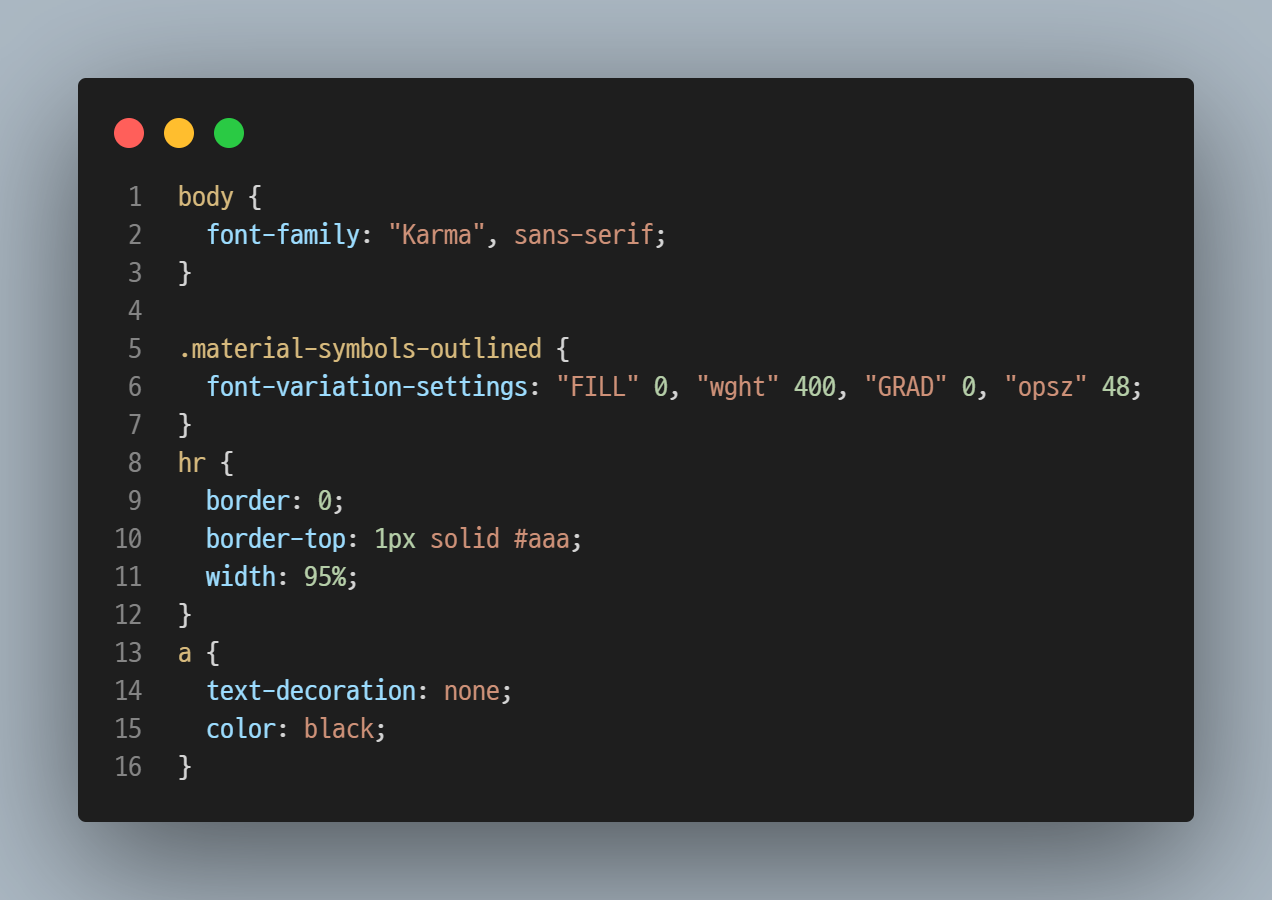 1 body {
2   font-family: "Karma", sans-serif;
3 }
4
5 .material-symbols-outlined {
6   font-variation-settings: "FILL" 0, "wght" 400, "GRAD" 0, "opsz" 48;
7 }
8 hr {
9   border: 0;
10   border-top: 1px solid #aaa;
11   width: 95%;
12 }
13 a {
14   text-decoration: none;
15   color: black;
16 }